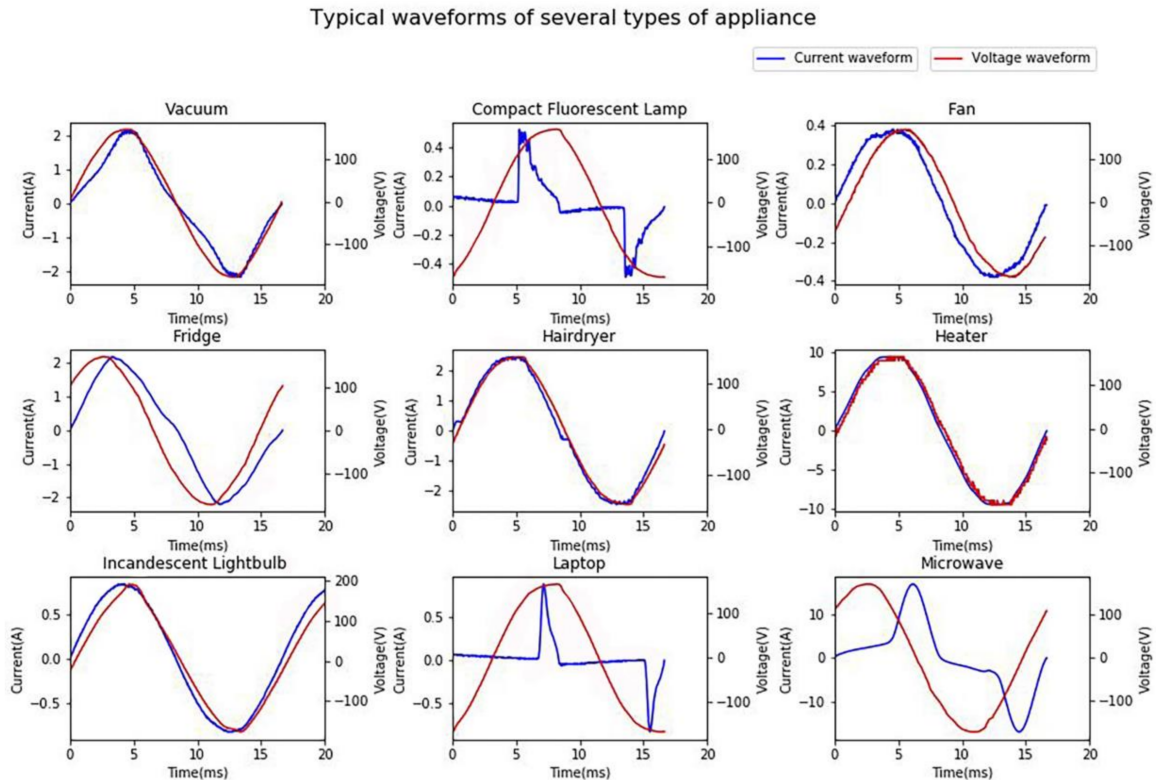 Typical waveforms of several types of appliance
Current waveform
Voltage waveform
Vacuum
Compact Fluorescent Lamp
Fan
Current(A)
2
1
0
−1
−2
Voltage(V)
100
0
−100
0 5 10 15 20
Time(ms)
Current(A)
0.4
0.2
0.0
−0.2
−0.4
Voltage(V)
100
0
−100
0 5 10 15 20
Time(ms)
Current(A)
0.4
0.2
0.0
−0.2
−0.4
Voltage(V)
100
0
−100
0 5 10 15 20
Time(ms)
Fridge
Hairdryer
Heater
Current(A)
2
1
0
−1
−2
Voltage(V)
100
0
−100
0 5 10 15 20
Time(ms)
Current(A)
2
1
0
−1
−2
Voltage(V)
100
0
−100
0 5 10 15 20
Time(ms)
Current(A)
10
5
0
−5
−10
Voltage(V)
100
0
−100
0 5 10 15 20
Time(ms)
Incandescent Lightbulb
Laptop
Microwave
Current(A)
0.5
0.0
−0.5
Voltage(V)
200
100
0
−100
0 5 10 15 20
Time(ms)
Current(A)
0.5
0.0
−0.5
Voltage(V)
100
0
−100
0 5 10 15 20
Time(ms)
Current(A)
10
0
−10
Voltage(V)
100
0
−100
0 5 10 15 20
Time(ms)